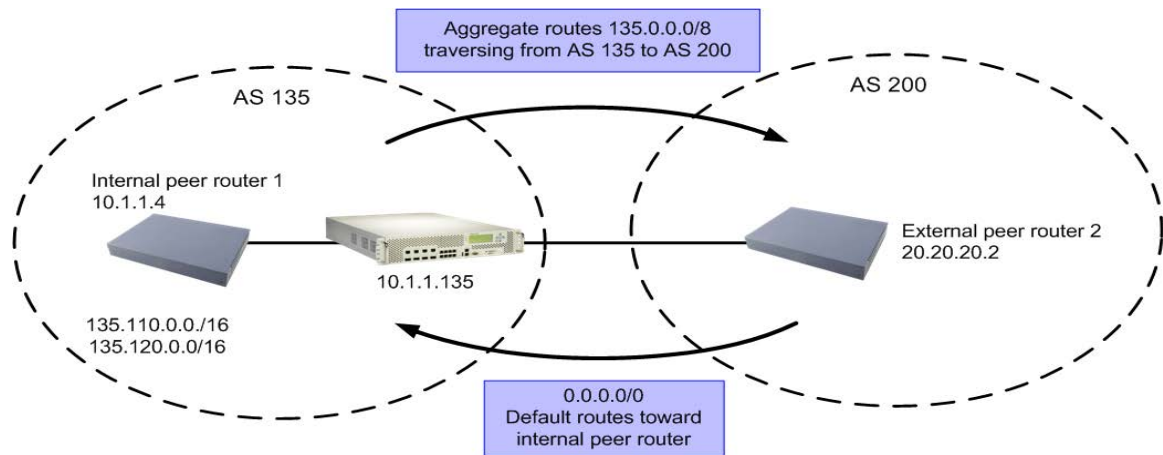 Aggregate routes 135.0.0.0/8
traversing from AS 135 to AS 200
AS 135
AS 200
Internal peer router 1
10.1.1.4
External peer router 2
20.20.20.2
10.1.1.135
135.110.0.0./16
135.120.0.0/16
0.0.0.0/0
Default routes toward
internal peer router